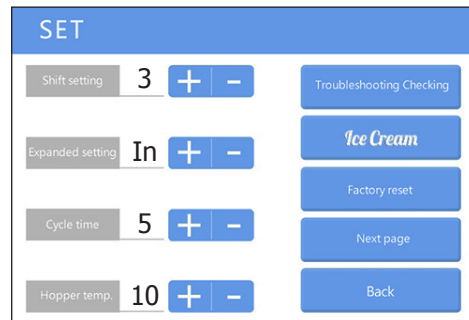 SET
Shift setting 3 + -
Troubleshooting Checking
Expanded setting In + -
Ice Cream
Factory reset
Cycle time 5 + -
Next page
Hopper temp. 10 + -
Back